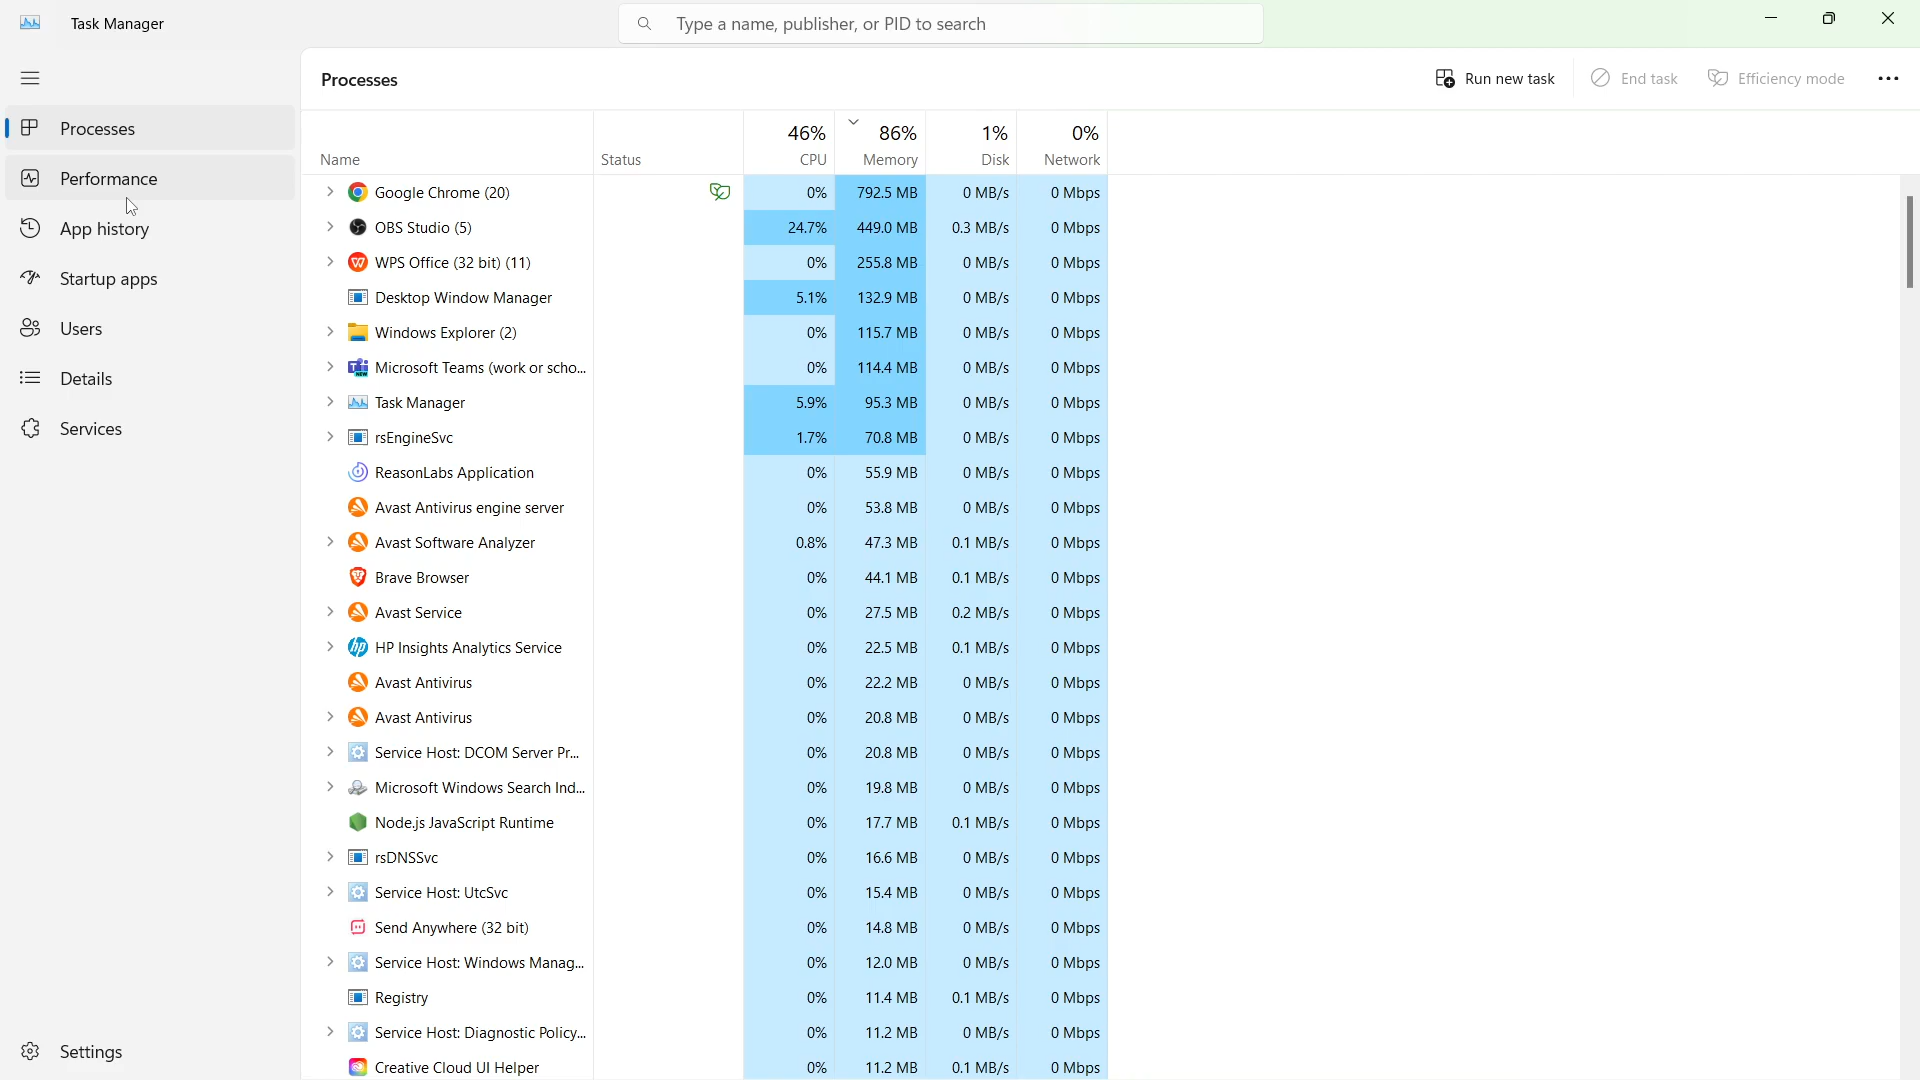 Task Manager
Type a name, publisher, or PID to search
Processes
Performance
App history
Startup apps
Users
Details
Services
Settings
Processes
Run new task
End task
Efficiency mode
Name Status 46% CPU 86% Memory 1% Disk 0% Network
Google Chrome (20) 0% 792.5 MB 0 MB/s 0 Mbps
OBS Studio (5) 24.7% 449.0 MB 0.3 MB/s 0 Mbps
WPS Office (32 bit) (11) 0% 255.8 MB 0 MB/s 0 Mbps
Desktop Window Manager 5.1% 132.9 MB 0 MB/s 0 Mbps
Windows Explorer (2) 0% 115.7 MB 0 MB/s 0 Mbps
Microsoft Teams (work or scho... 0% 114.4 MB 0 MB/s 0 Mbps
Task Manager 5.9% 95.3 MB 0 MB/s 0 Mbps
rsEngineSvc 1.7% 70.8 MB 0 MB/s 0 Mbps
ReasonLabs Application 0% 55.9 MB 0 MB/s 0 Mbps
Avast Antivirus engine server 0% 53.8 MB 0 MB/s 0 Mbps
Avast Software Analyzer 0.8% 47.3 MB 0.1 MB/s 0 Mbps
Brave Browser 0% 44.1 MB 0.1 MB/s 0 Mbps
Avast Service 0% 27.5 MB 0.2 MB/s 0 Mbps
HP Insights Analytics Service 0% 22.5 MB 0.1 MB/s 0 Mbps
Avast Antivirus 0% 22.2 MB 0 MB/s 0 Mbps
Avast Antivirus 0% 20.8 MB 0 MB/s 0 Mbps
Service Host: DCOM Server Pr... 0% 20.8 MB 0 MB/s 0 Mbps
Microsoft Windows Search Ind... 0% 19.8 MB 0 MB/s 0 Mbps
Node.js JavaScript Runtime 0% 17.7 MB 0.1 MB/s 0 Mbps
rsDNSSvc 0% 16.6 MB 0 MB/s 0 Mbps
Service Host: UtcSvc 0% 15.4 MB 0 MB/s 0 Mbps
Send Anywhere (32 bit) 0% 14.8 MB 0 MB/s 0 Mbps
Service Host: Windows Manag... 0% 12.0 MB 0 MB/s 0 Mbps
Registry 0% 11.4 MB 0.1 MB/s 0 Mbps
Service Host: Diagnostic Policy... 0% 11.2 MB 0 MB/s 0 Mbps
Creative Cloud UI Helper 0% 11.2 MB 0.1 MB/s 0 Mbps